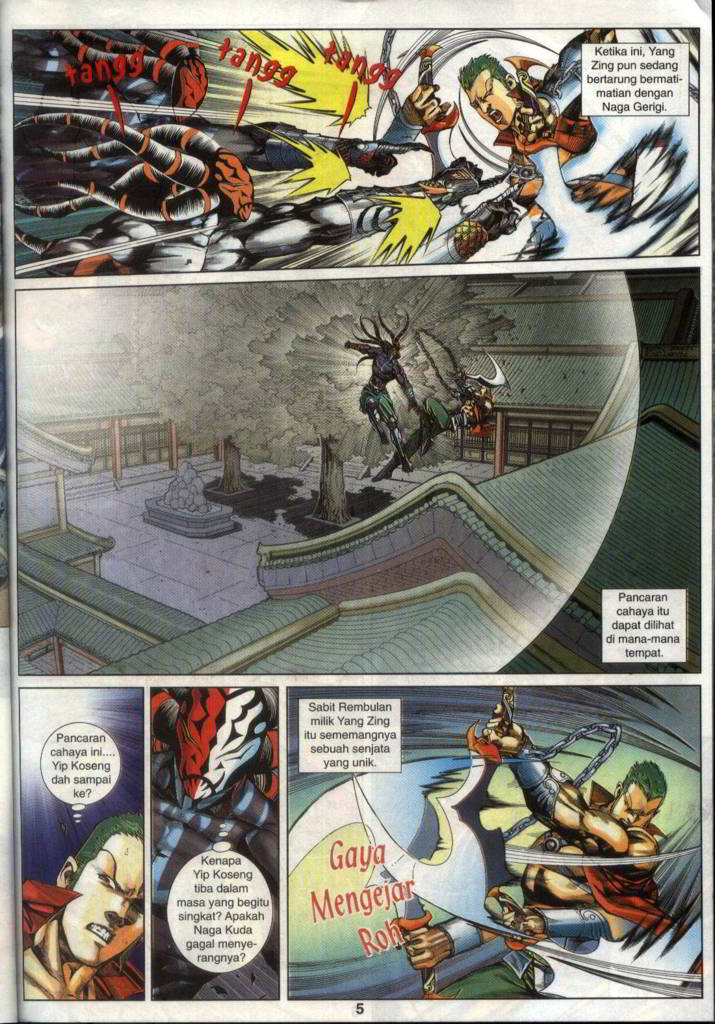 tangg
tangg
tangg
Ketika ini, Yang
Zing pun sedang
bertarung bermati-
matian dengan
Naga Gerigi.
Pancaran
cahaya itu
dapat dilihat
di mana-mana
tempat.
Pancaran
cahaya ini....
Yip Koseng
dah sampai
ke?
Kenapa
Yip Koseng
tiba dalam
masa yang begitu
singkat? Apakah
Naga Kuda
gagal menye-
rangnya?
Sabit Rembulan
milik Yang Zing
itu sememangnya
sebuah senjata
yang unik.
Gaya
Mengejar
Roh
5